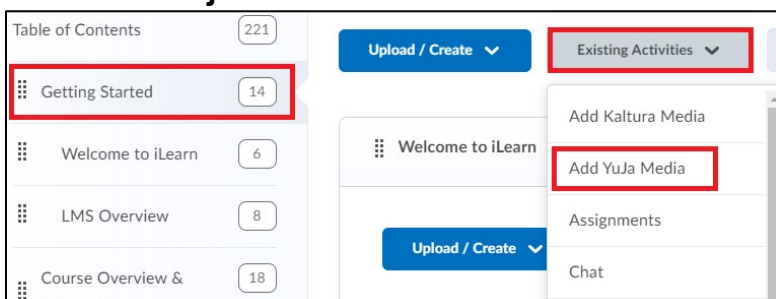 Table of Contents 221
Upload / Create
Existing Activities
Getting Started 14
Add Kaltura Media
Welcome to iLearn 6
Welcome to iLearn
Add YuJa Media
LMS Overview 8
Assignments
Upload / Create
Chat
Course Overview & 18